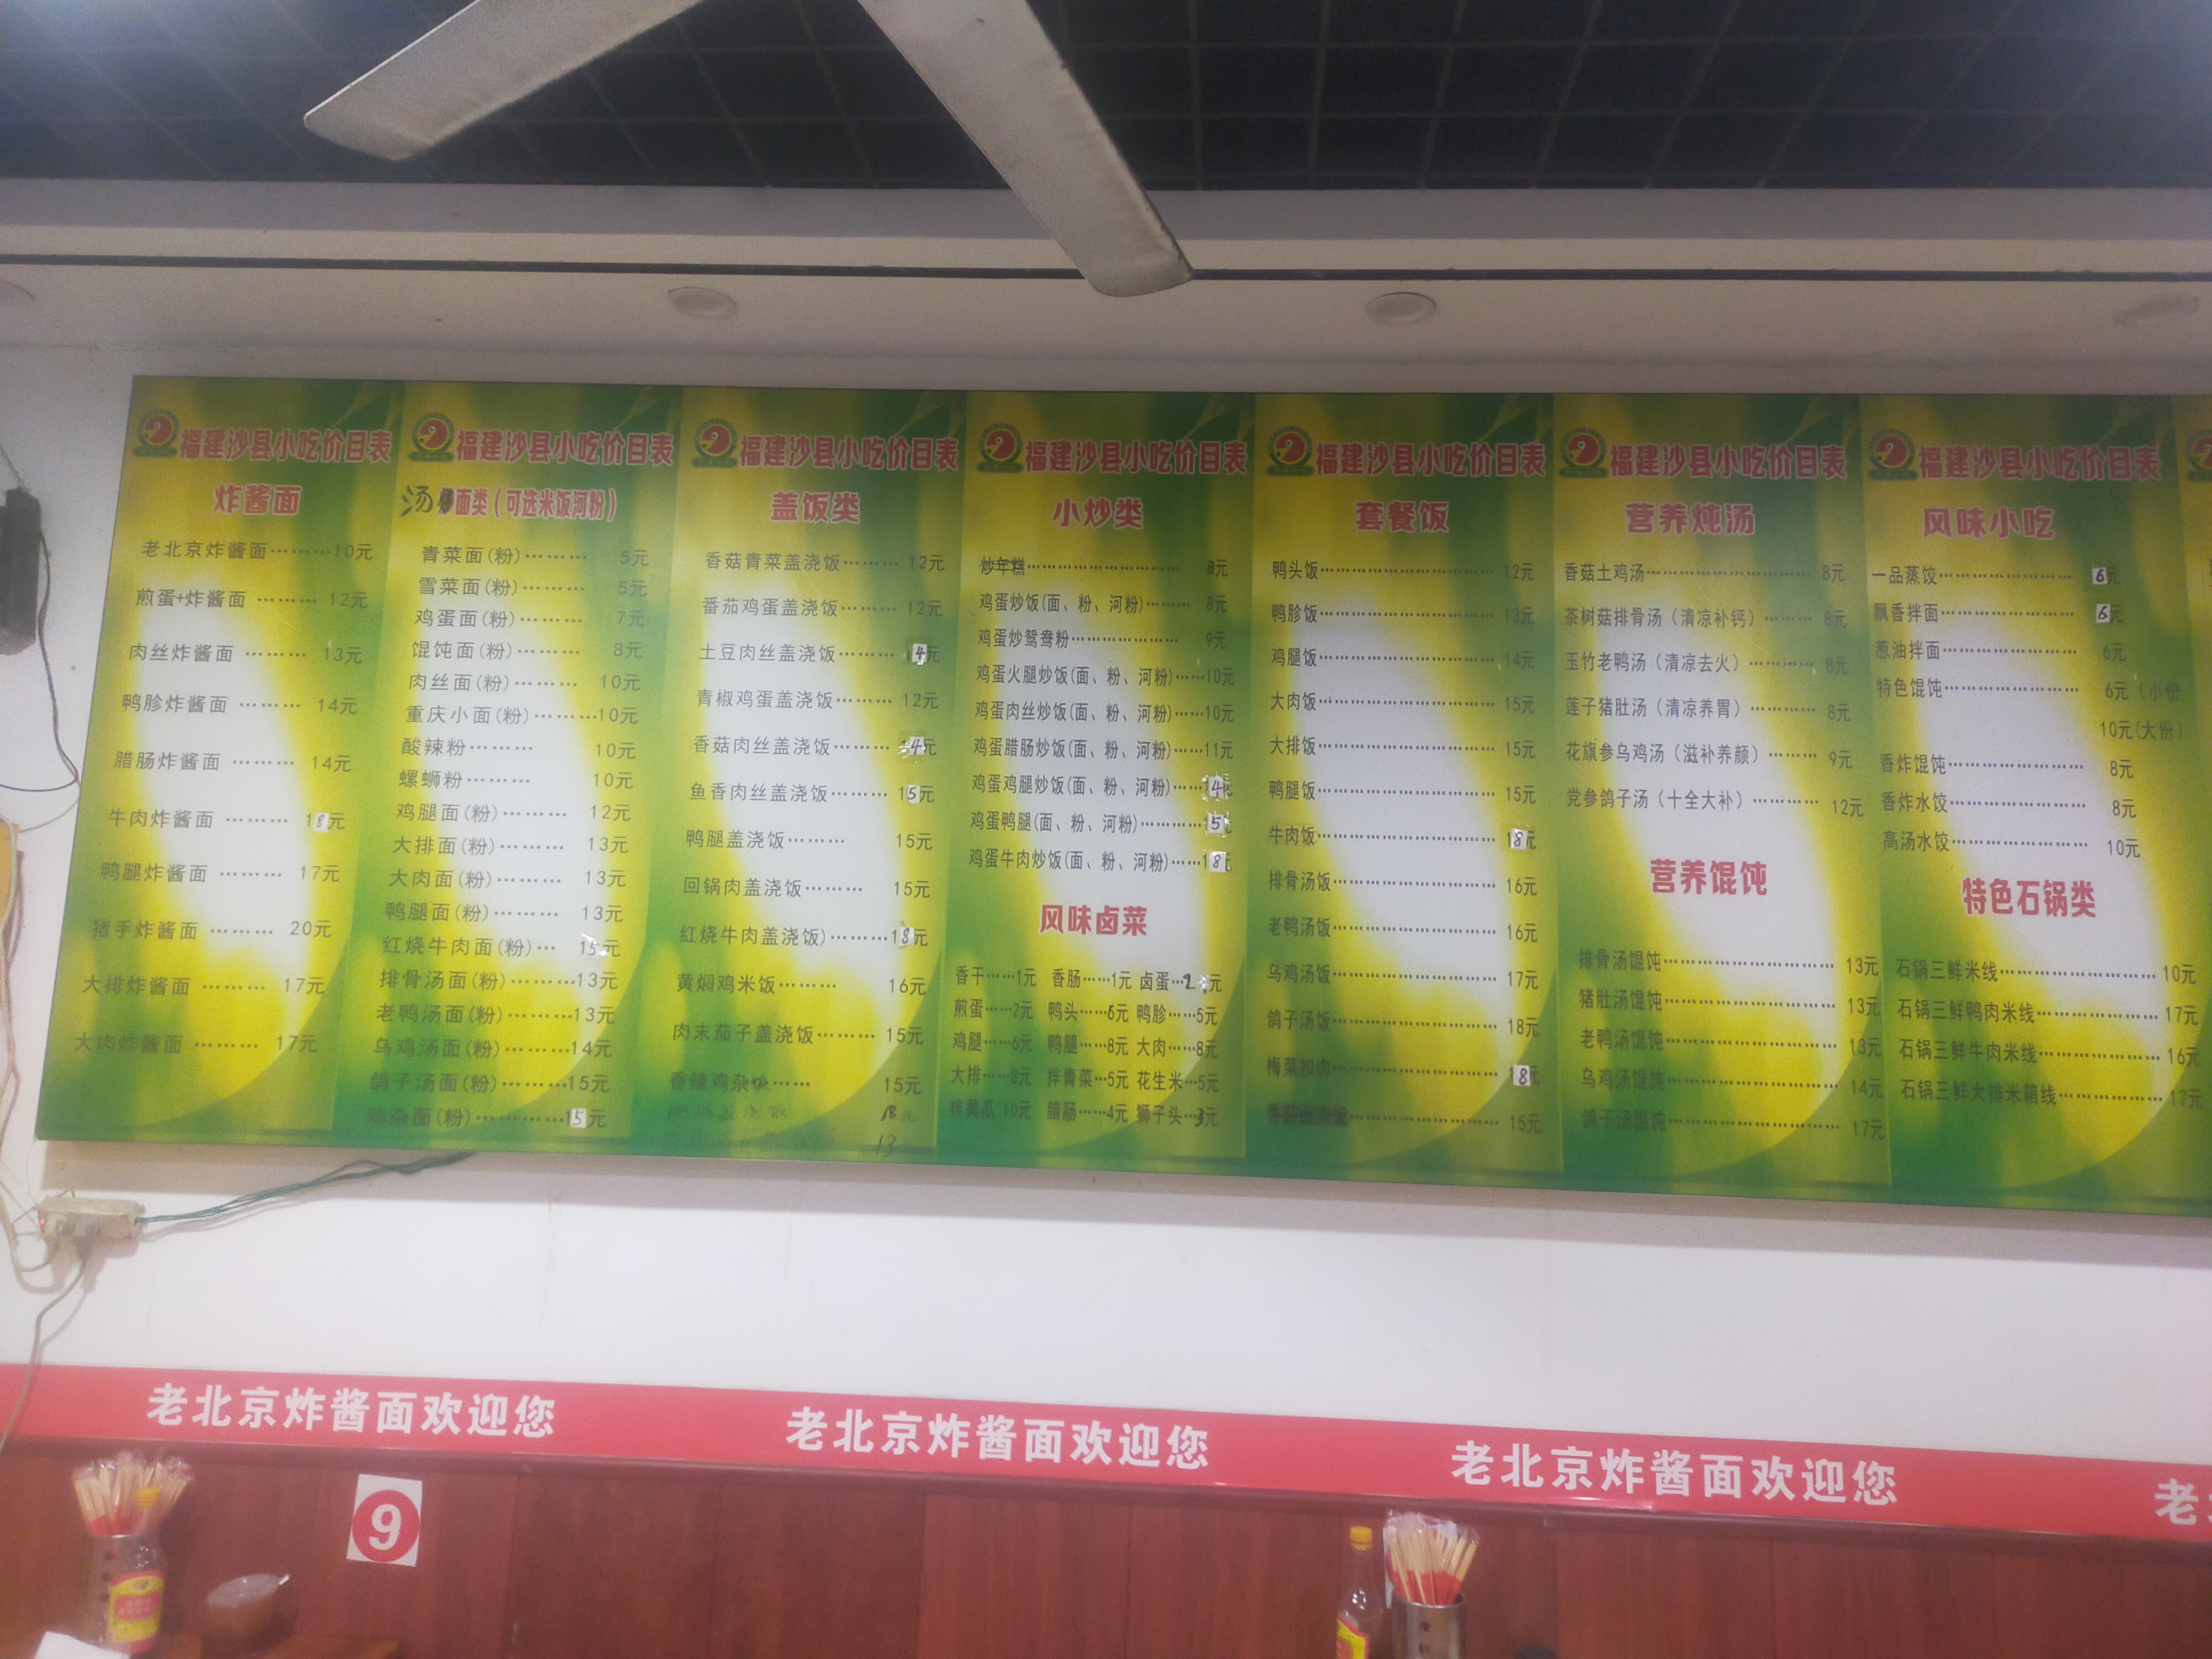 福建沙县小吃价目表
炸酱面
老北京炸酱面………10元
煎蛋+炸酱面………12元
肉丝炸酱面………13元
鸭胗炸酱面………14元
腊肠炸酱面………14元
牛肉炸酱面………18元
鸭腿炸酱面………17元
猪手炸酱面………20元
大排炸酱面………17元
大肉炸酱面………17元
福建沙县小吃价目表
汤面类(可选米饭河粉)
青菜面(粉)………5元
雪菜面(粉)………5元
鸡蛋面(粉)………7元
馄饨面(粉)………8元
肉丝面(粉)………10元
重庆小面(粉)………10元
酸辣粉………10元
螺蛳粉………10元
鸡腿面(粉)………12元
大排面(粉)………13元
大肉面(粉)………13元
鸭腿面(粉)………13元
红烧牛肉面(粉)…15元
排骨汤面(粉)………13元
老鸭汤面(粉)………13元
乌鸡汤面(粉)………14元
鸽子汤面(粉)………15元
鸡杂面(粉)…………15元
福建沙县小吃价目表
盖饭类
香菇青菜盖浇饭………12元
番茄鸡蛋盖浇饭………12元
土豆肉丝盖浇饭………14元
青椒鸡蛋盖浇饭………12元
香菇肉丝盖浇饭………14元
鱼香肉丝盖浇饭………15元
鸭腿盖浇饭………15元
回锅肉盖浇饭………15元
红烧牛肉盖浇饭)………18元
黄焖鸡米饭………16元
肉末茄子盖浇饭………15元
香辣鸡杂饭……15元
盖浇饭 18元
13
福建沙县小吃价目表
小炒类
炒年糕…………………………8元
鸡蛋炒饭(面、粉、河粉)………8元
鸡蛋炒鸳鸯粉…………………9元
鸡蛋火腿炒饭(面、粉、河粉)……10元
鸡蛋肉丝炒饭(面、粉、河粉)……10元
鸡蛋腊肠炒饭(面、粉、河粉)……11元
鸡蛋鸡腿炒饭(面、粉、河粉)……14元
鸡蛋鸭腿(面、粉、河粉)…………15元
鸡蛋牛肉炒饭(面、粉、河粉)……18元
风味卤菜
香干……1元 香肠……1元 卤蛋…2元
煎蛋……2元 鸭头……6元 鸭胗……5元
鸡腿……6元 鸭腿……8元 大肉……8元
大排……8元 拌青菜…5元 花生米…5元
拌黄瓜 10元 腊肠……4元 狮子头…3元
福建沙县小吃价目表
套餐饭
鸭头饭…………………………12元
鸭胗饭…………………………13元
鸡腿饭…………………………14元
大肉饭…………………………15元
大排饭…………………………15元
鸭腿饭…………………………15元
牛肉饭…………………………18元
排骨汤饭………………………16元
老鸭汤饭………………………16元
乌鸡汤饭………………………17元
鸽子汤饭………………………18元
梅菜扣肉………………………18元
香菇卤肉饭……………………15元
福建沙县小吃价目表
营养炖汤
香菇土鸡汤…………………………8元
茶树菇排骨汤（清凉补钙）………8元
玉竹老鸭汤（清凉去火）…………8元
莲子猪肚汤（清凉养胃）…………8元
花旗参乌鸡汤（滋补养颜）………9元
党参鸽子汤（十全大补）…………12元
营养馄饨
排骨汤馄饨…………………………13元
猪肚汤馄饨…………………………13元
老鸭汤馄饨…………………………13元
乌鸡汤馄饨…………………………14元
鸽子汤馄饨…………………………17元
福建沙县小吃价目表
风味小吃
一品蒸饺……………………6元
飘香拌面……………………6元
葱油拌面……………………6元
特色馄饨……………………6元（小份
10元(大份)
香炸馄饨……………………8元
香炸水饺……………………8元
高汤水饺……………………10元
特色石锅类
石锅三鲜米线………………………10元
石锅三鲜鸭肉米线…………………17元
石锅三鲜牛肉米线…………………16元
石锅三鲜大排米箱线………………17元
老北京炸酱面欢迎您
老北京炸酱面欢迎您
老北京炸酱面欢迎您
老
9